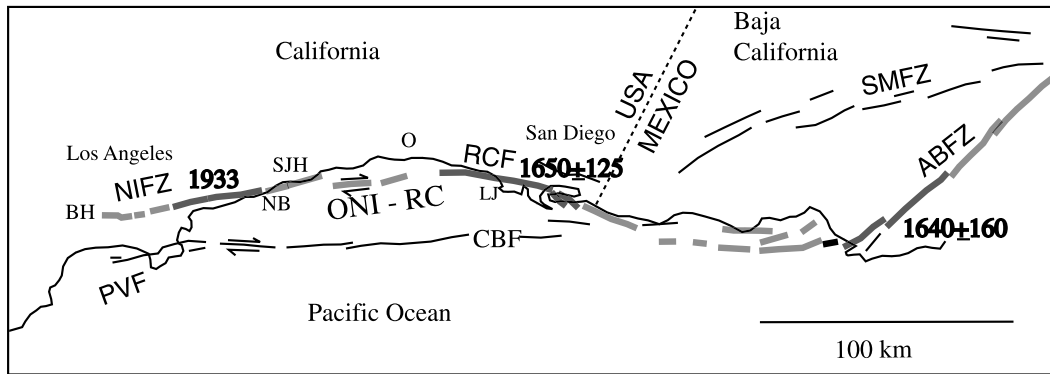 Baja
California
California
USA
MEXICO
SMFZ
San Diego
O
Los Angeles
SJH
RCF
1650±125
ABFZ
NIFZ
1933
BH
NB
ONI - RC
LJ
CBF
1640±160
PVF
Pacific Ocean
100 km